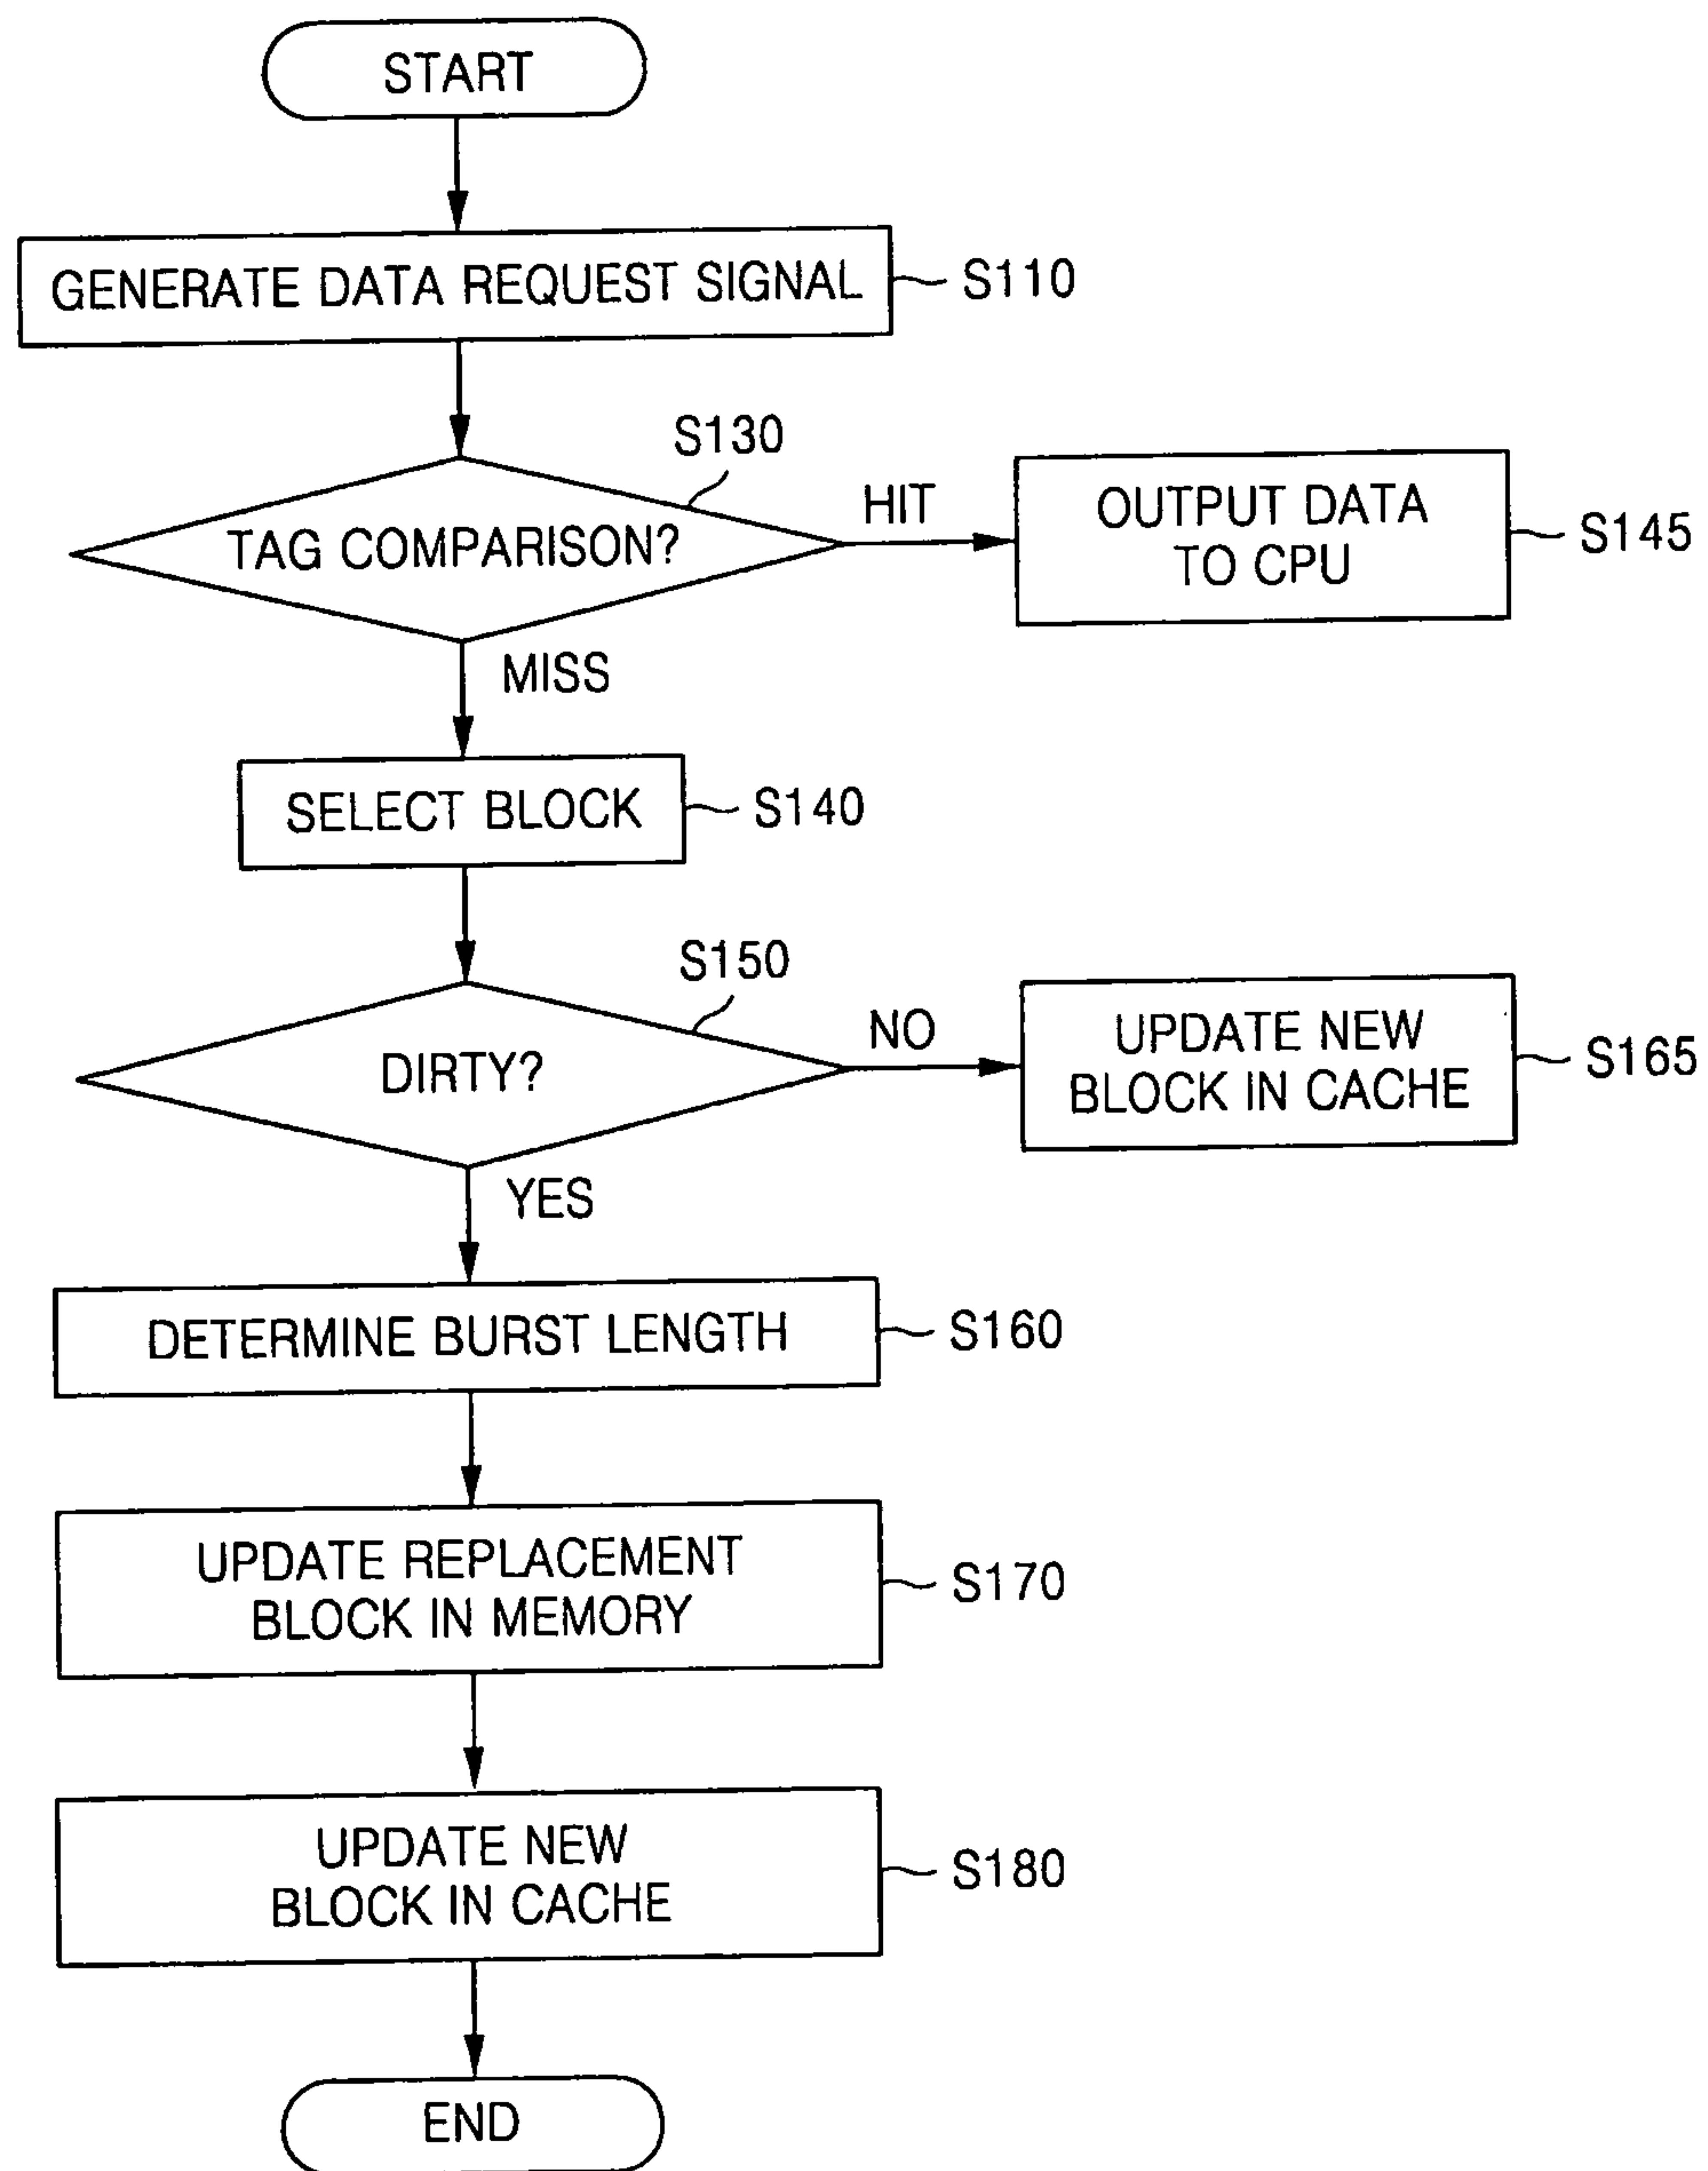 START
GENERATE DATA REQUEST SIGNAL
S110
S130
TAG COMPARISON?
HIT
OUTPUT DATA
TO CPU
S145
MISS
SELECT BLOCK
S140
S150
DIRTY?
NO
UPDATE NEW
BLOCK IN CACHE
S165
YES
DETERMINE BURST LENGTH
S160
UPDATE REPLACEMENT
BLOCK IN MEMORY
S170
UPDATE NEW
BLOCK IN CACHE
S180
END